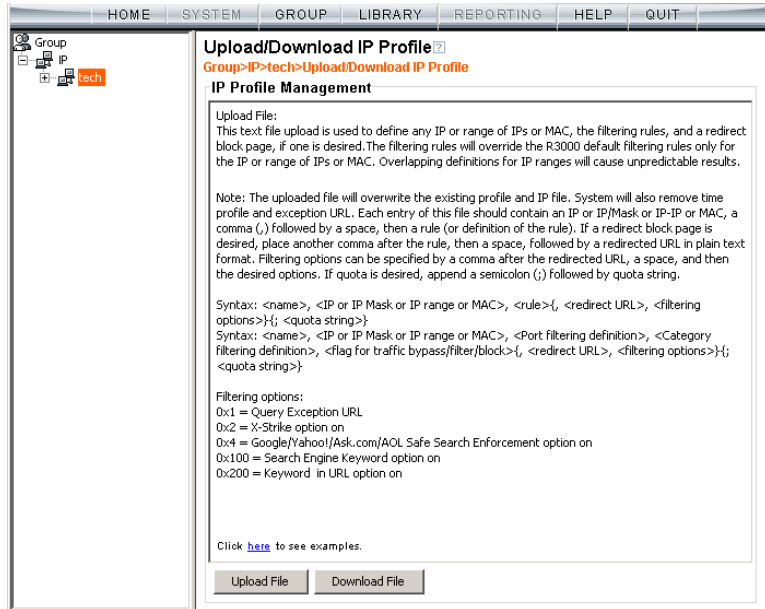 HOME SYSTEM GROUP LIBRARY REPORTING HELP QUIT
Group
IP
tech
Upload/Download IP Profile ?
Group>IP>tech>Upload/Download IP Profile
IP Profile Management
Upload File:
This text file upload is used to define any IP or range of IPs or MAC, the filtering rules, and a redirect
block page, if one is desired.The filtering rules will override the R3000 default filtering rules only for
the IP or range of IPs or MAC. Overlapping definitions for IP ranges will cause unpredictable results.
Note: The uploaded file will overwrite the existing profile and IP file. System will also remove time
profile and exception URL. Each entry of this file should contain an IP or IP/Mask or IP-IP or MAC, a
comma (,) followed by a space, then a rule (or definition of the rule). If a redirect block page is
desired, place another comma after the rule, then a space, followed by a redirected URL in plain text
format. Filtering options can be specified by a comma after the redirected URL, a space, and then
the desired options. If quota is desired, append a semicolon (;) followed by quota string.
Syntax: <name>, <IP or IP Mask or IP range or MAC>, <rule>{, <redirect URL>, <filtering
options>}{; <quota string>}
Syntax: <name>, <IP or IP Mask or IP range or MAC>, <Port filtering definition>, <Category
filtering definition>, <flag for traffic bypass/filter/block>{, <redirect URL>, <filtering options>}{;
<quota string>}
Filtering options:
0x1 = Query Exception URL
0x2 = X-Strike option on
0x4 = Google/Yahoo!/Ask.com/AOL Safe Search Enforcement option on
0x100 = Search Engine Keyword option on
0x200 = Keyword in URL option on
Click here to see examples.
Upload File Download File